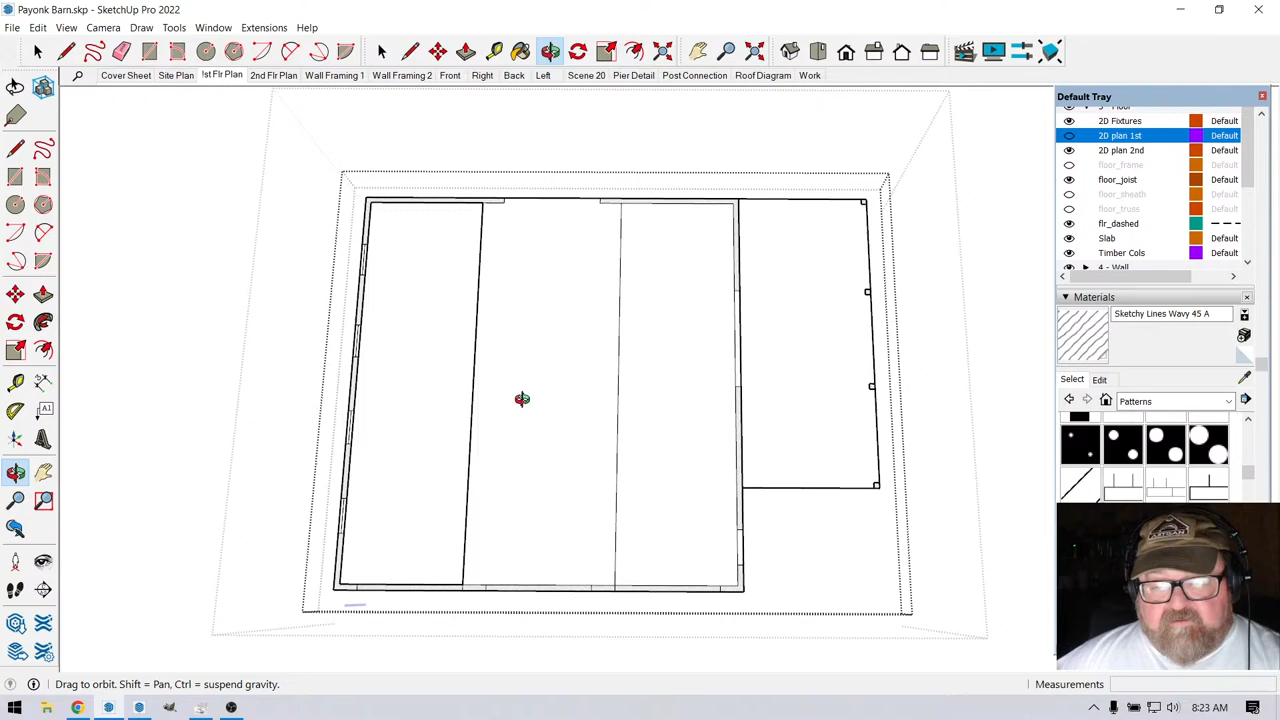 Payonk Barn.skp - SketchUp Pro 2022
File Edit View Camera Draw Tools Window Extensions Help
Cover Sheet Site Plan !st Flr Plan 2nd Flr Plan Wall Framing 1 Wall Framing 2 Front Right Back Left Scene 20 Pier Detail Post Connection Roof Diagram Work
Default Tray
2D Fixtures Default
2D plan 1st Default
2D plan 2nd Default
floor_frame Default
floor_joist Default
floor_sheath Default
floor_truss Default
flr_dashed Default
Slab Default
Timber Cols Default
4 - Wall
Materials
Sketchy Lines Wavy 45 A
Select Edit
Patterns
ARTISAN
Drag to orbit. Shift = Pan, Ctrl = suspend gravity.
Measurements
8:23 AM